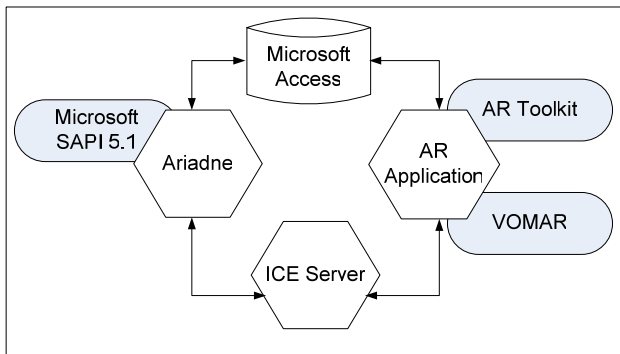 Microsoft
Access
Microsoft
SAPI 5.1
Ariadne
AR Toolkit
AR
Application
VOMAR
ICE Server